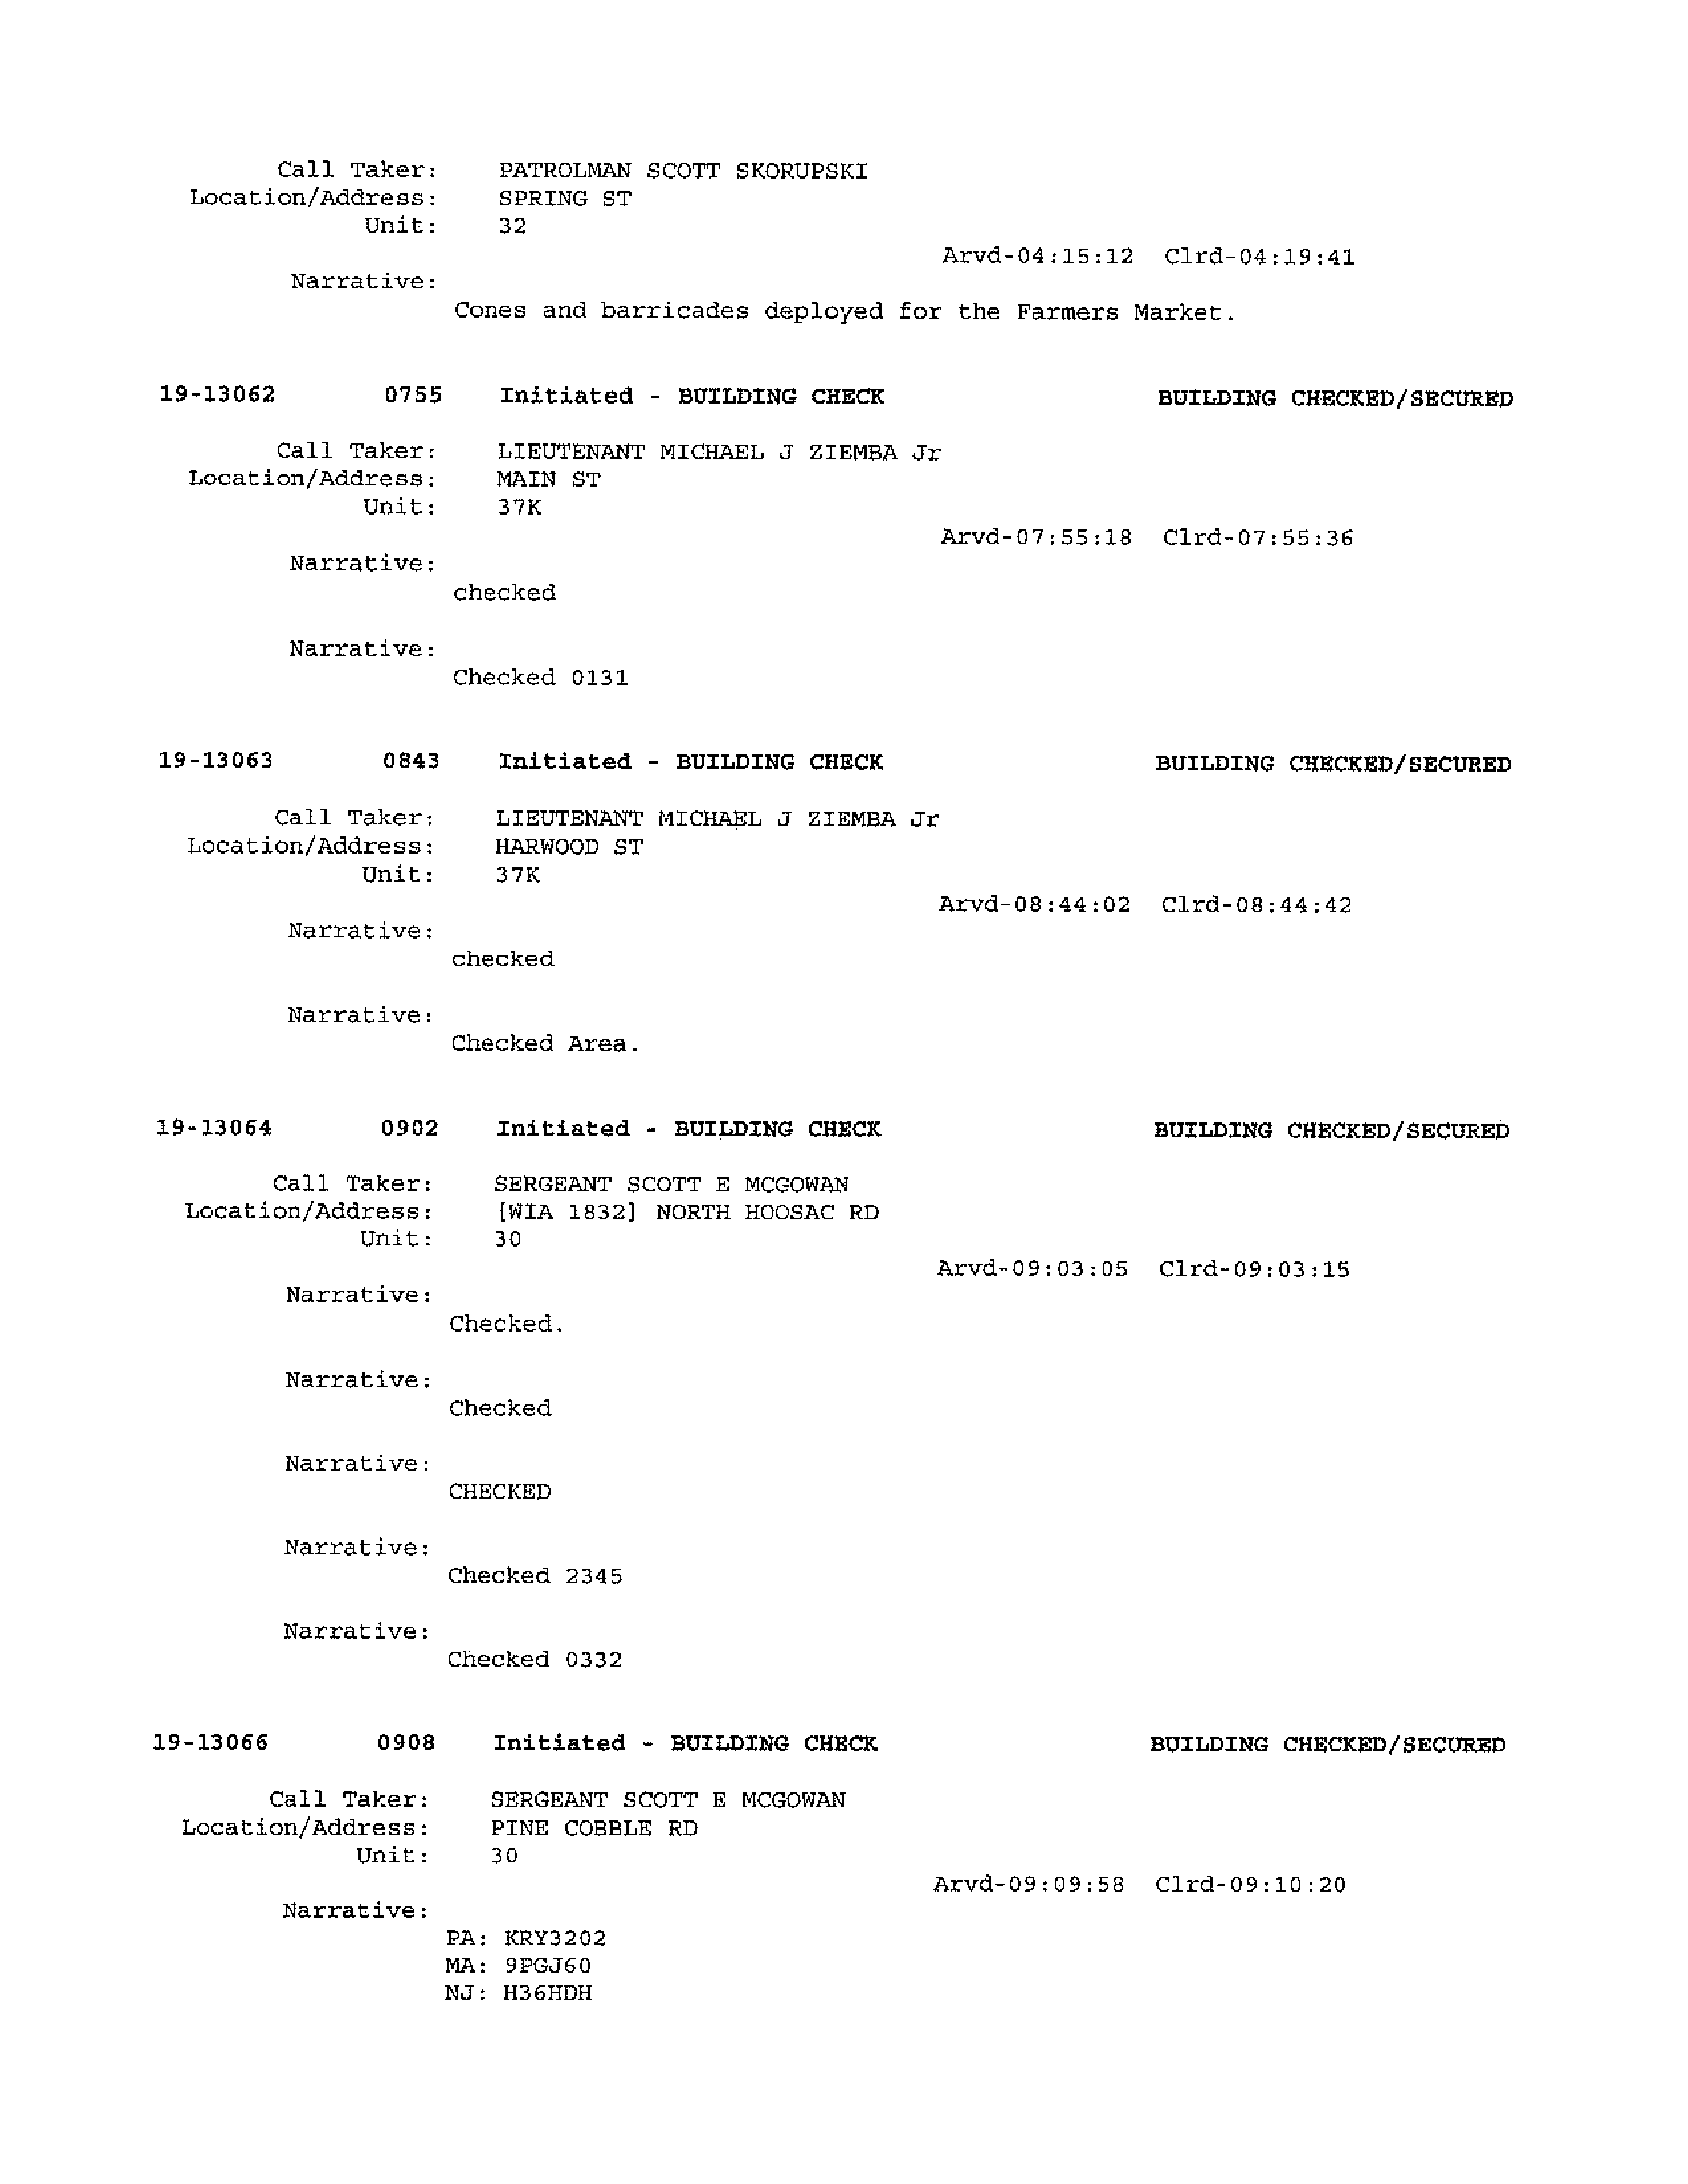 Call Taker: PATROLMAN SCOTT SKORUPSKI
Location/Address: SPRING ST
Unit: 32
Arvd-04:15:12 Clrd-04:19:41
Narrative:
Cones and barricades deployed for the Farmers Market.
19-13062 0755 Initiated - BUILDING CHECK BUILDING CHECKED/SECURED
Call Taker: LIEUTENANT MICHAEL J ZIEMBA Jr
Location/Address: MAIN ST
Unit: 37K
Arvd-07:55:18 Clrd-07:55:36
Narrative:
checked
Narrative:
Checked 0131
19-13063 0843 Initiated - BUILDING CHECK BUILDING CHECKED/SECURED
Call Taker: LIEUTENANT MICHAEL J ZIEMBA Jr
Location/Address: HARWOOD ST
Unit: 37K
Arvd-08:44:02 Clrd-08:44:42
Narrative:
checked
Narrative:
Checked Area.
19-13064 0902 Initiated - BUILDING CHECK BUILDING CHECKED/SECURED
Call Taker: SERGEANT SCOTT E MCGOWAN
Location/Address: [WIA 1832] NORTH HOOSAC RD
Unit: 30
Arvd-09:03:05 Clrd-09:03:15
Narrative:
Checked.
Narrative:
Checked
Narrative:
CHECKED
Narrative:
Checked 2345
Narrative:
Checked 0332
19-13066 0908 Initiated - BUILDING CHECK BUILDING CHECKED/SECURED
Call Taker: SERGEANT SCOTT E MCGOWAN
Location/Address: PINE COBBLE RD
Unit: 30
Arvd-09:09:58 Clrd-09:10:20
Narrative:
PA: KRY3202
MA: 9PGJ60
NJ: H36HDH